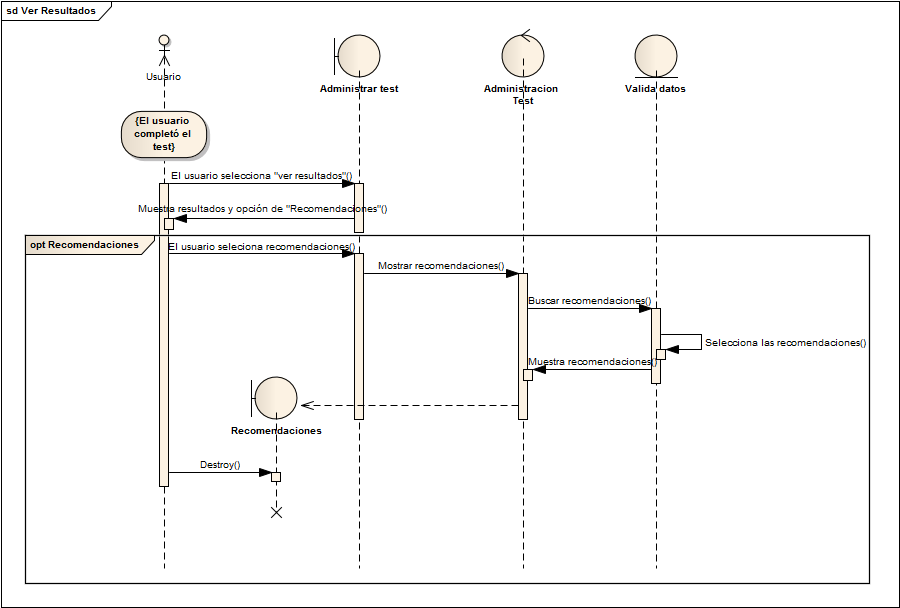 sd Ver Resultados
Usuario
Administrar test
Administracion
Test
Valida datos
{El usuario
completó el
test}
El usuario selecciona "ver resultados"()
Muestra resultados y opción de "Recomendaciones"()
opt Recomendaciones
El usuario seleciona recomendaciones()
Mostrar recomendaciones()
Buscar recomendaciones()
Selecciona las recomendaciones()
Muestra recomendaciones()
Recomendaciones
Destroy()